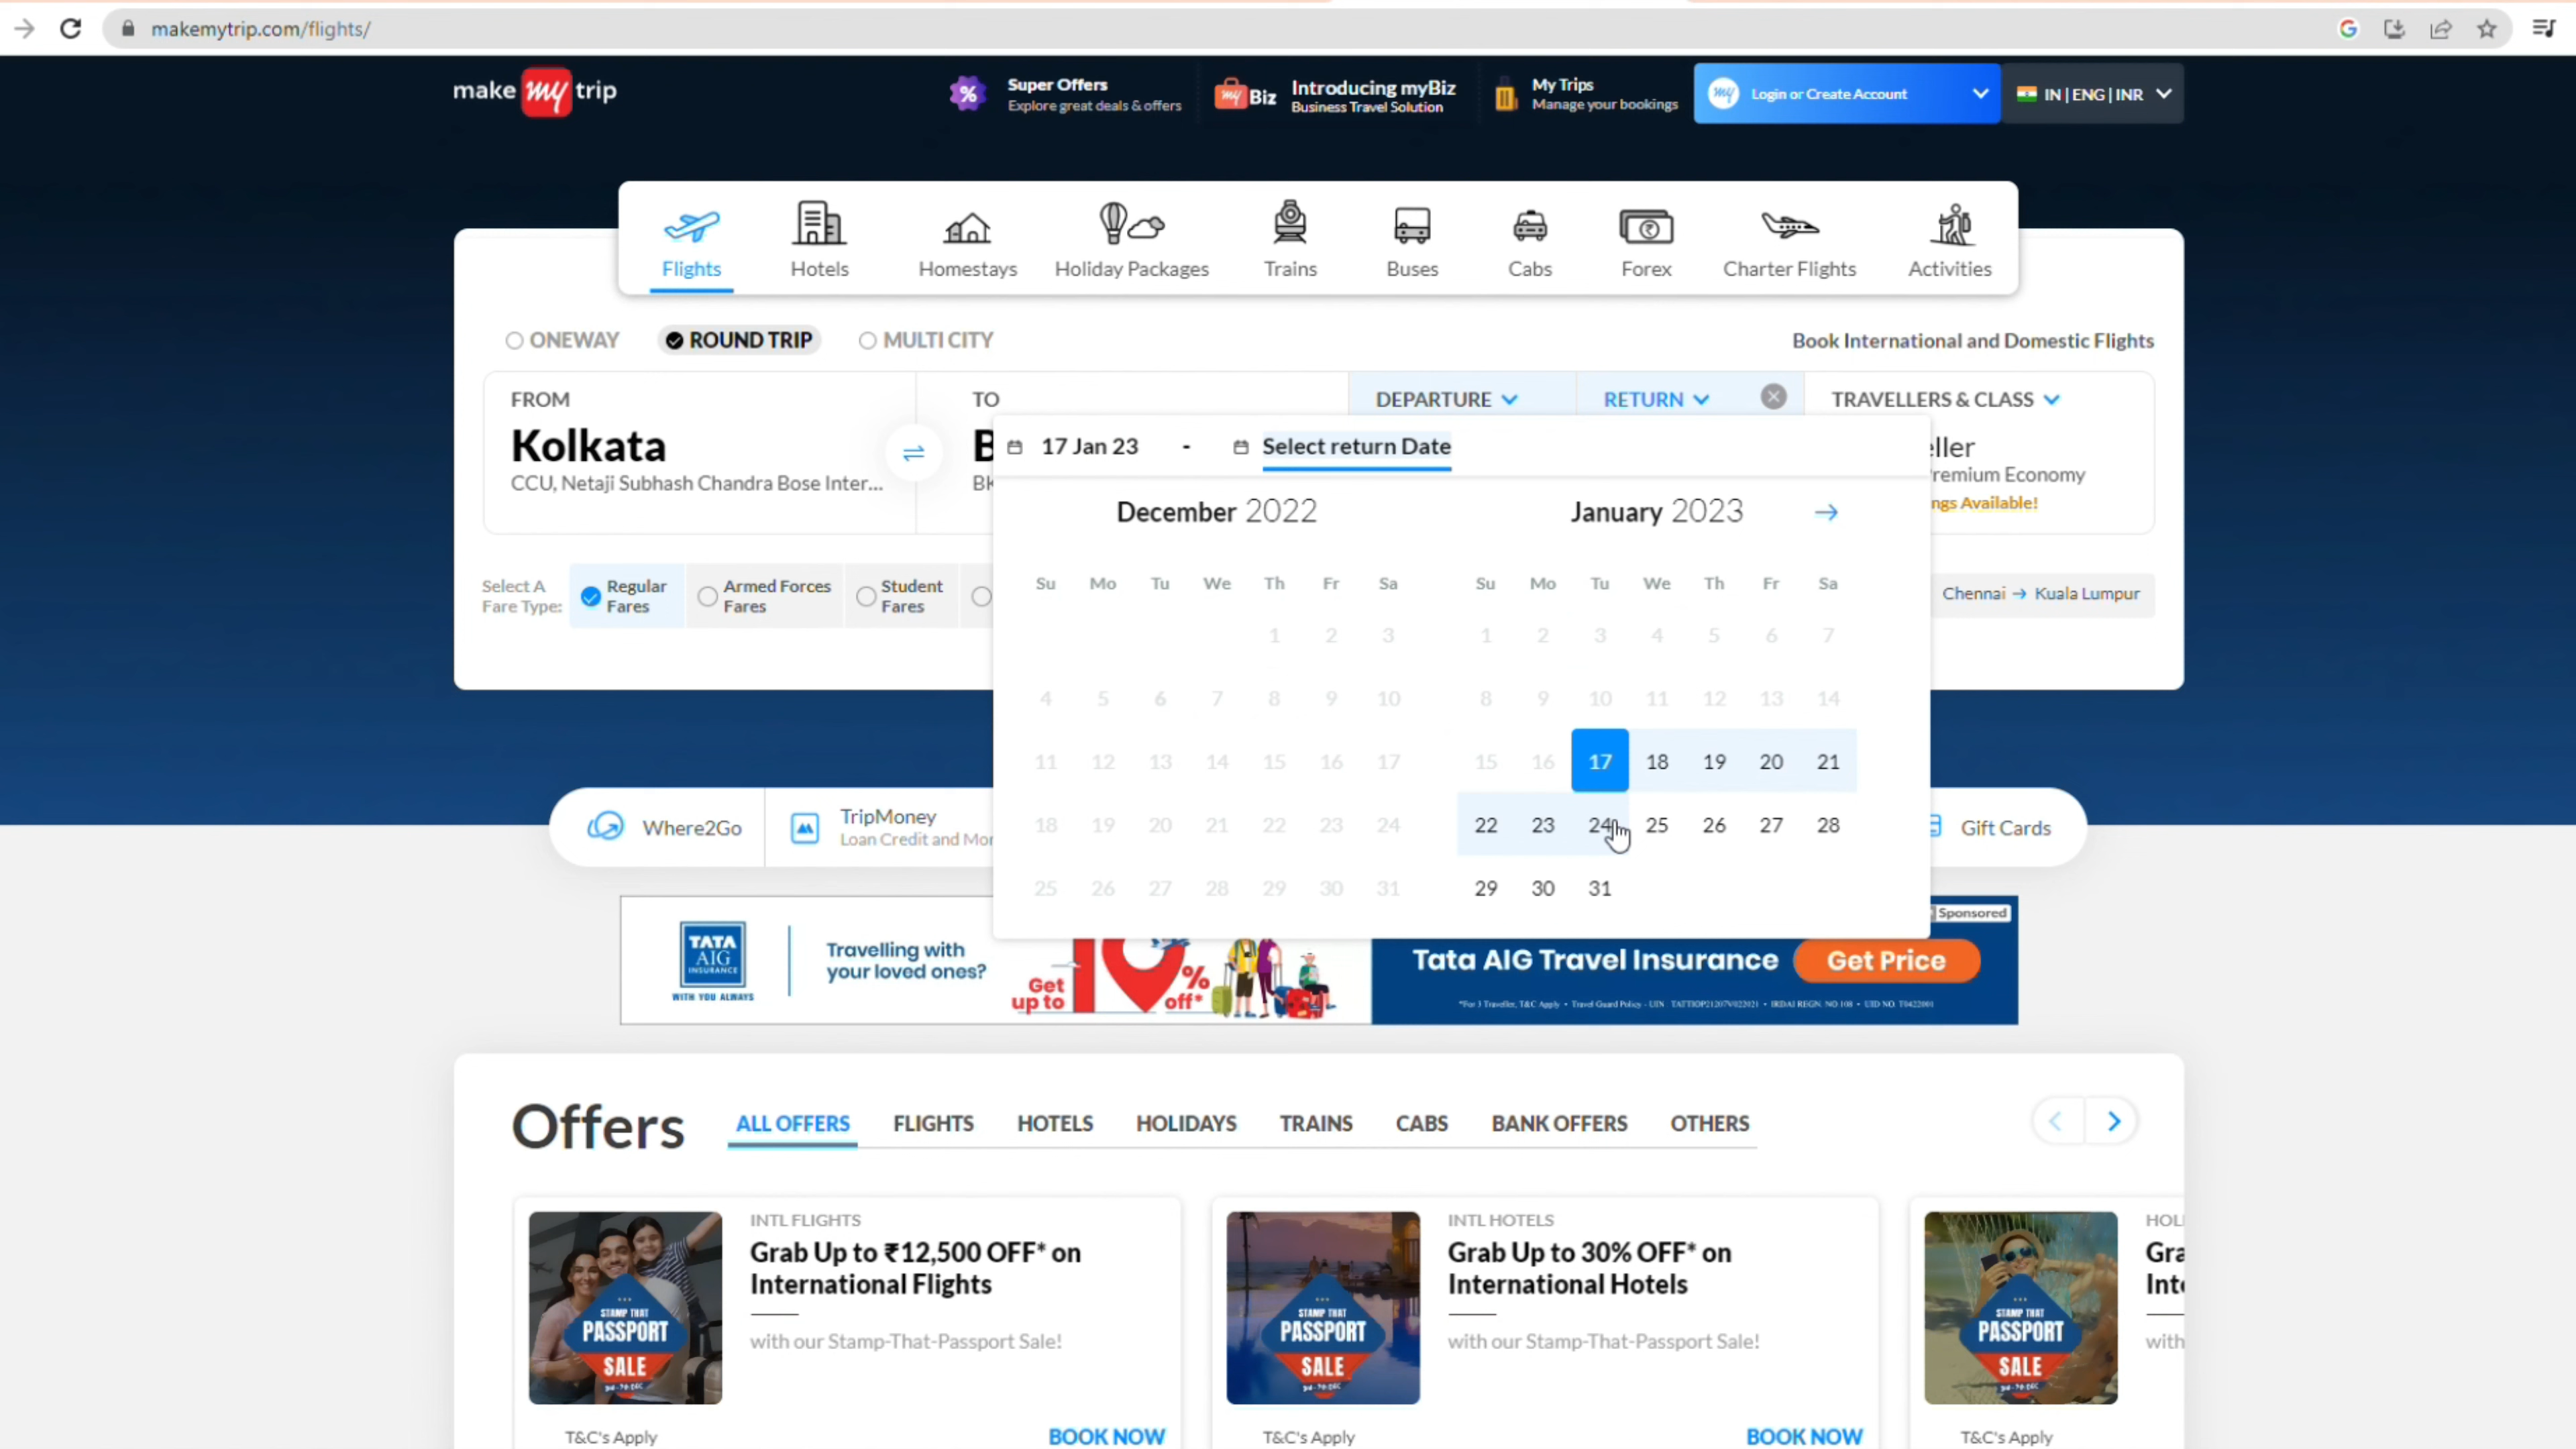 makemytrip.com/flights/
make my trip
Super Offers
Explore great deals & offers
my Biz
Introducing myBiz
Business Travel Solution
My Trips
Manage your bookings
my
Login or Create Account
IN | ENG | INR
Flights
Hotels
Homestays
Holiday Packages
Trains
Buses
Cabs
Forex
Charter Flights
Activities
ONEWAY
ROUND TRIP
MULTI CITY
Book International and Domestic Flights
FROM
TO
DEPARTURE
RETURN
TRAVELLERS & CLASS
Kolkata
CCU, Netaji Subhash Chandra Bose Inter...
B
BK
17 Jan 23 - Select return Date
ller
remium Economy
ngs Available!
December 2022
Su Mo Tu We Th Fr Sa
1 2 3
4 5 6 7 8 9 10
11 12 13 14 15 16 17
18 19 20 21 22 23 24
25 26 27 28 29 30 31
January 2023
Su Mo Tu We Th Fr Sa
1 2 3 4 5 6 7
8 9 10 11 12 13 14
15 16 17 18 19 20 21
22 23 24 25 26 27 28
29 30 31
Select A
Fare Type:
Regular
Fares
Armed Forces
Fares
Student
Fares
Chennai → Kuala Lumpur
Where2Go
TripMoney
Loan Credit and Mon
Gift Cards
TATA
AIG
INSURANCE
WITH YOU ALWAYS
Travelling with
your loved ones?
Get
up to
10
%
off*
Sponsored
Tata AIG Travel Insurance
Get Price
Offers
ALL OFFERS
FLIGHTS
HOTELS
HOLIDAYS
TRAINS
CABS
BANK OFFERS
OTHERS
STAMP THAT
PASSPORT
SALE
INTL FLIGHTS
Grab Up to ₹12,500 OFF* on
International Flights
with our Stamp-That-Passport Sale!
T&C's Apply
BOOK NOW
STAMP THAT
PASSPORT
SALE
INTL HOTELS
Grab Up to 30% OFF* on
International Hotels
with our Stamp-That-Passport Sale!
T&C's Apply
BOOK NOW
STAMP THAT
PASSPORT
SALE
HOLI
Gra
Inte
with
T&C's Apply